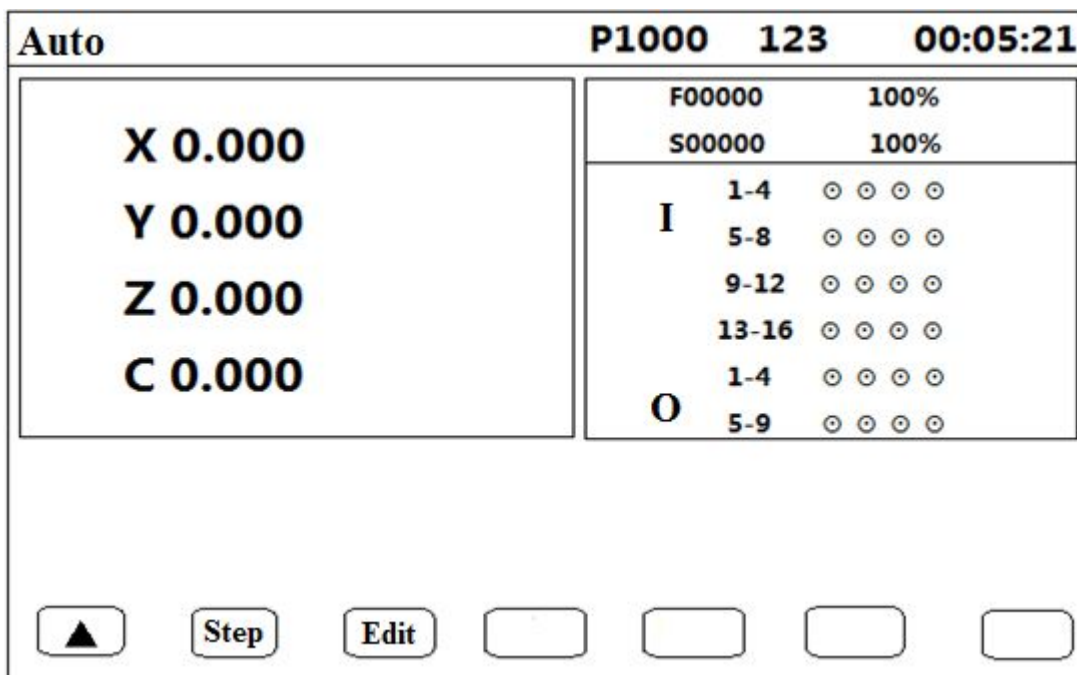 Auto P1000 123 00:05:21
X 0.000
Y 0.000
Z 0.000
C 0.000
F00000 100%
S00000 100%
I
1-4 ⊙ ⊙ ⊙ ⊙
5-8 ⊙ ⊙ ⊙ ⊙
9-12 ⊙ ⊙ ⊙ ⊙
13-16 ⊙ ⊙ ⊙ ⊙
O
1-4 ⊙ ⊙ ⊙ ⊙
5-9 ⊙ ⊙ ⊙ ⊙
▲ Step Edit